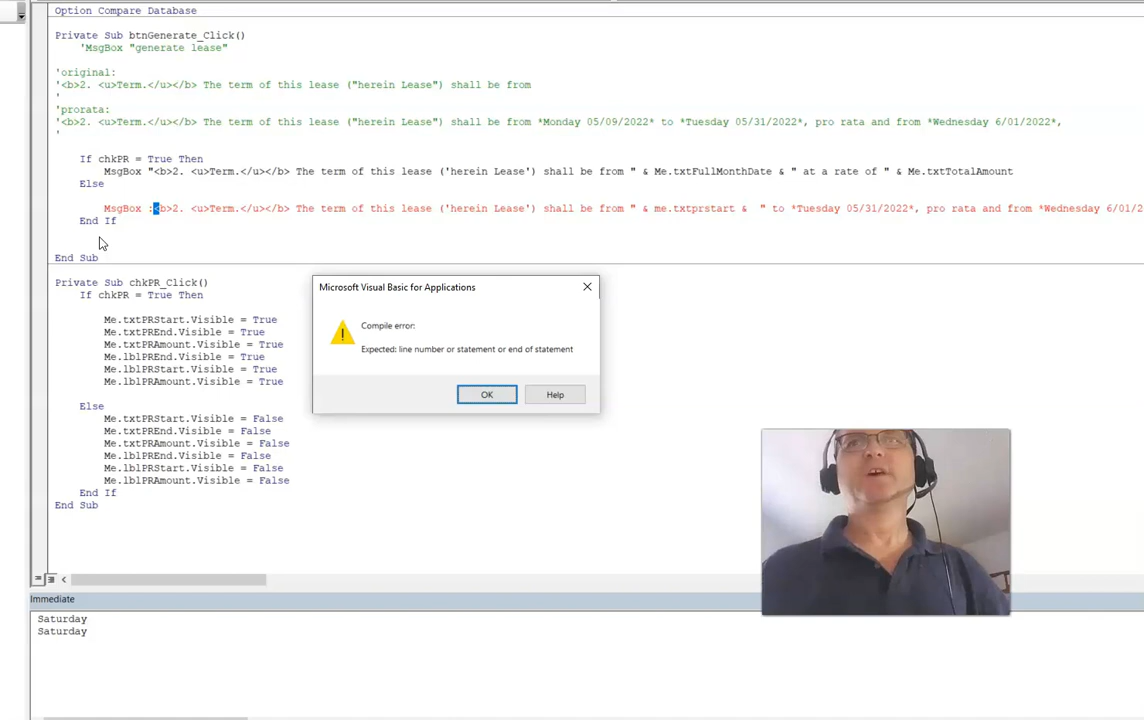 Option Compare Database
Private Sub btnGenerate_Click()
'MsgBox "generate lease"
'original:
'<b>2. <u>Term.</u></b> The term of this lease ("herein Lease") shall be from
'
'prorata:
'<b>2. <u>Term.</u></b> The term of this lease ("herein Lease") shall be from *Monday 05/09/2022* to *Tuesday 05/31/2022*, pro rata and from *Wednesday 6/01/2022*,
'
If chkPR = True Then
MsgBox "<b>2. <u>Term.</u></b> The term of this lease ('herein Lease') shall be from " & Me.txtFullMonthDate & " at a rate of " & Me.txtTotalAmount
Else
MsgBox :<b>2. <u>Term.</u></b> The term of this lease ('herein Lease') shall be from " & me.txtprstart &  " to *Tuesday 05/31/2022*, pro rata and from *Wednesday 6/01/2
End If
End Sub
Private Sub chkPR_Click()
If chkPR = True Then
Me.txtPRStart.Visible = True
Me.txtPREnd.Visible = True
Me.txtPRAmount.Visible = True
Me.lblPREnd.Visible = True
Me.lblPRStart.Visible = True
Me.lblPRAmount.Visible = True
Else
Me.txtPRStart.Visible = False
Me.txtPREnd.Visible = False
Me.txtPRAmount.Visible = False
Me.lblPREnd.Visible = False
Me.lblPRStart.Visible = False
Me.lblPRAmount.Visible = False
End If
End Sub
Microsoft Visual Basic for Applications
Compile error:
Expected: line number or statement or end of statement
OK
Help
Immediate
Saturday
Saturday